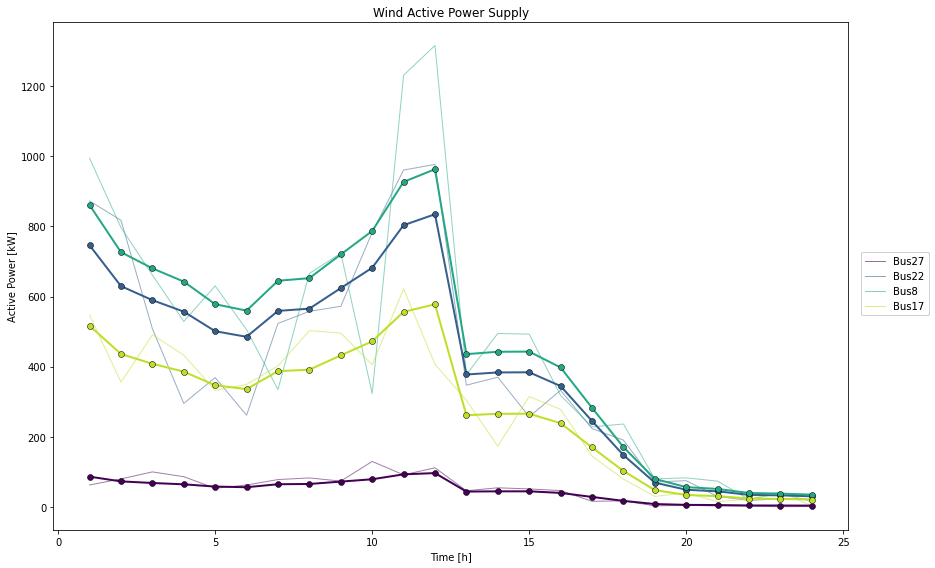 Wind Active Power Supply
1200
1000
800
600
400
200
0
Active Power [kW]
0 5 10 15 20 25
Time [h]
Bus27
Bus22
Bus8
Bus17